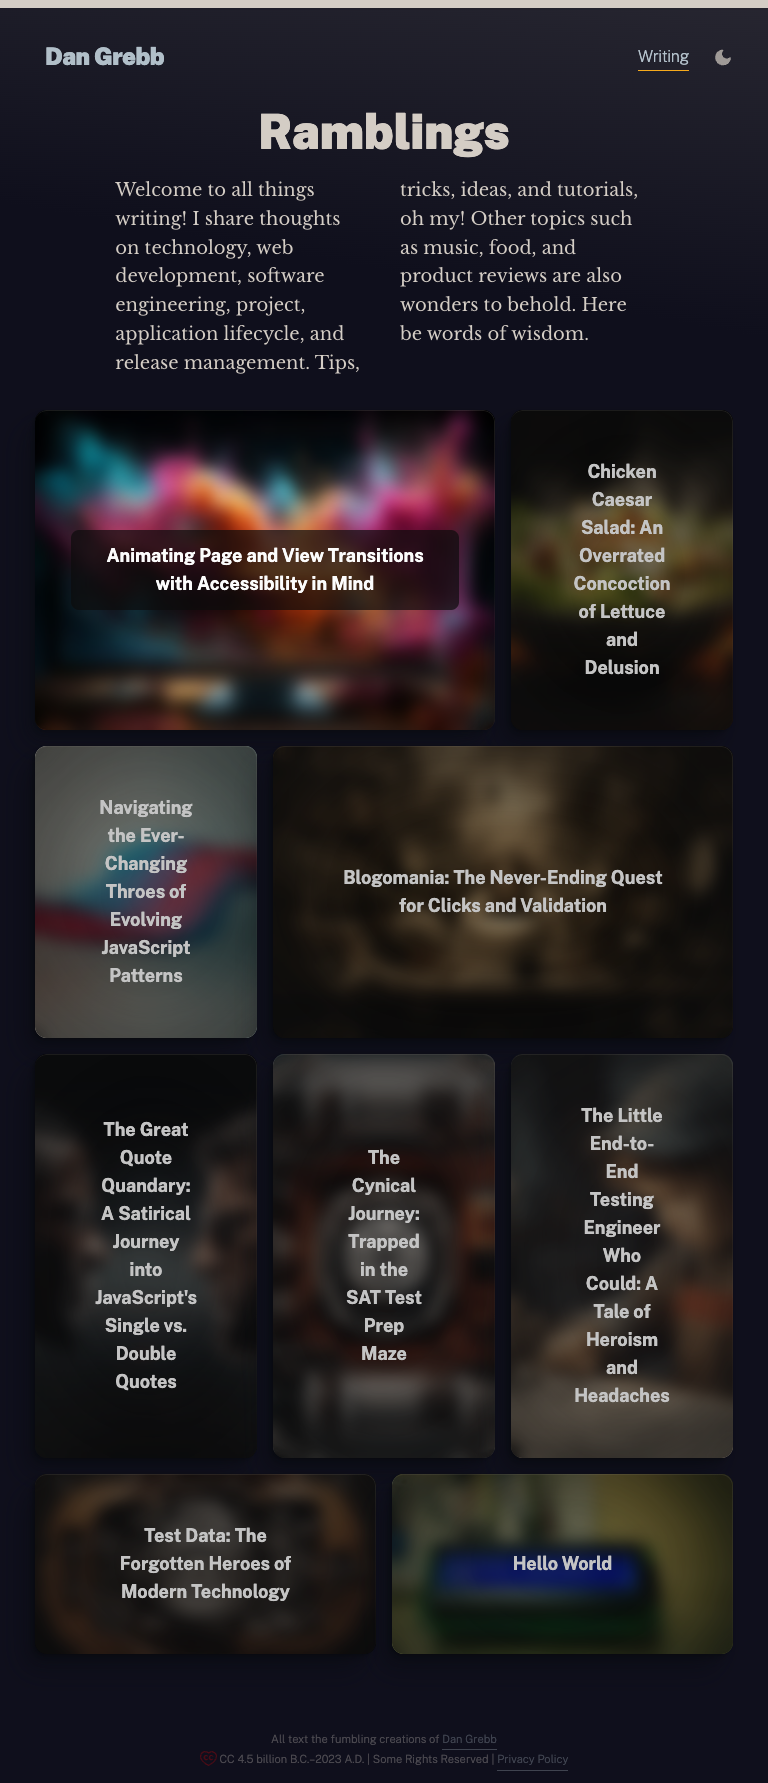 Dan Grebb
Writing
Ramblings
Welcome to all things
writing! I share thoughts
on technology, web
development, software
engineering, project,
application lifecycle, and
release management. Tips,
tricks, ideas, and tutorials,
oh my! Other topics such
as music, food, and
product reviews are also
wonders to behold. Here
be words of wisdom.
Animating Page and View Transitions
with Accessibility in Mind
Chicken
Caesar
Salad: An
Overrated
Concoction
of Lettuce
and
Delusion
Navigating
the Ever-
Changing
Throes of
Evolving
JavaScript
Patterns
Blogomania: The Never-Ending Quest
for Clicks and Validation
The Great
Quote
Quandary:
A Satirical
Journey
into
JavaScript's
Single vs.
Double
Quotes
The
Cynical
Journey:
Trapped
in the
SAT Test
Prep
Maze
The Little
End-to-
End
Testing
Engineer
Who
Could: A
Tale of
Heroism
and
Headaches
Test Data: The
Forgotten Heroes of
Modern Technology
Hello World
All text the fumbling creations of Dan Grebb
CC 4.5 billion B.C.–2023 A.D. | Some Rights Reserved | Privacy Policy